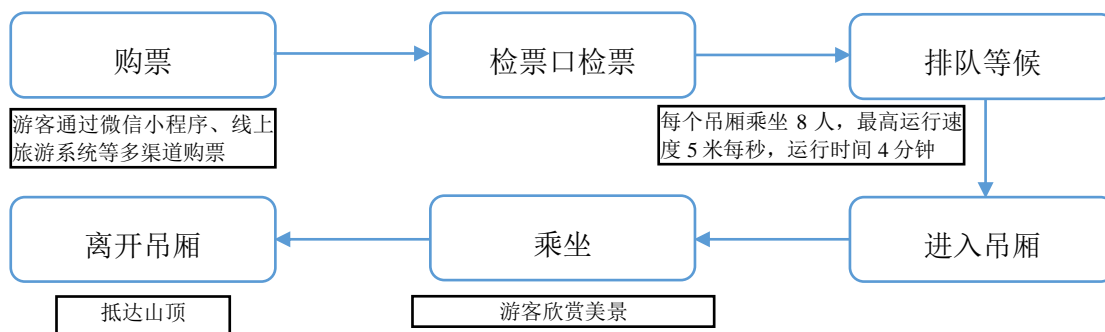 购票
检票口检票
排队等候
游客通过微信小程序、线上
旅游系统等多渠道购票
每个吊厢乘坐 8 人，最高运行速
度 5 米每秒，运行时间 4 分钟
离开吊厢
乘坐
进入吊厢
抵达山顶
游客欣赏美景